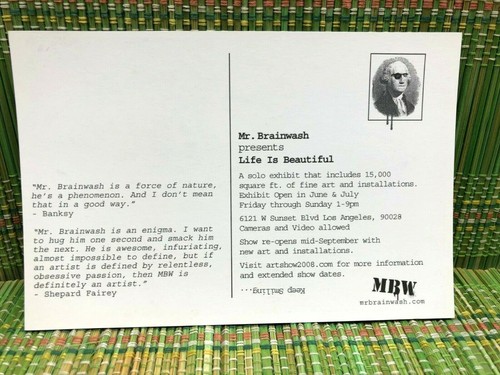 "Mr. Brainwash is a force of nature,
he's a phenomenon. And I don't mean
that in a good way."
- Banksy
"Mr. Brainwash is an enigma. I want
to hug him one second and smack him
the next. He is awesome, infuriating,
almost impossible to define, but if
an artist is defined by relentless,
obsessive passion, then MBW is
definitely an artist."
- Shepard Fairey
Mr. Brainwash
presents
Life Is Beautiful
A solo exhibit that includes 15,000
square ft. of fine art and installations.
Exhibit Open in June & July
Friday through Sunday 1-9pm
6121 W Sunset Blvd Los Angeles, 90028
Cameras and Video allowed
Show re-opens mid-September with
new art and installations.
Visit artshow2008.com for more information
and extended show dates.
Keep Smiling....
MBW
mrbrainwash.com